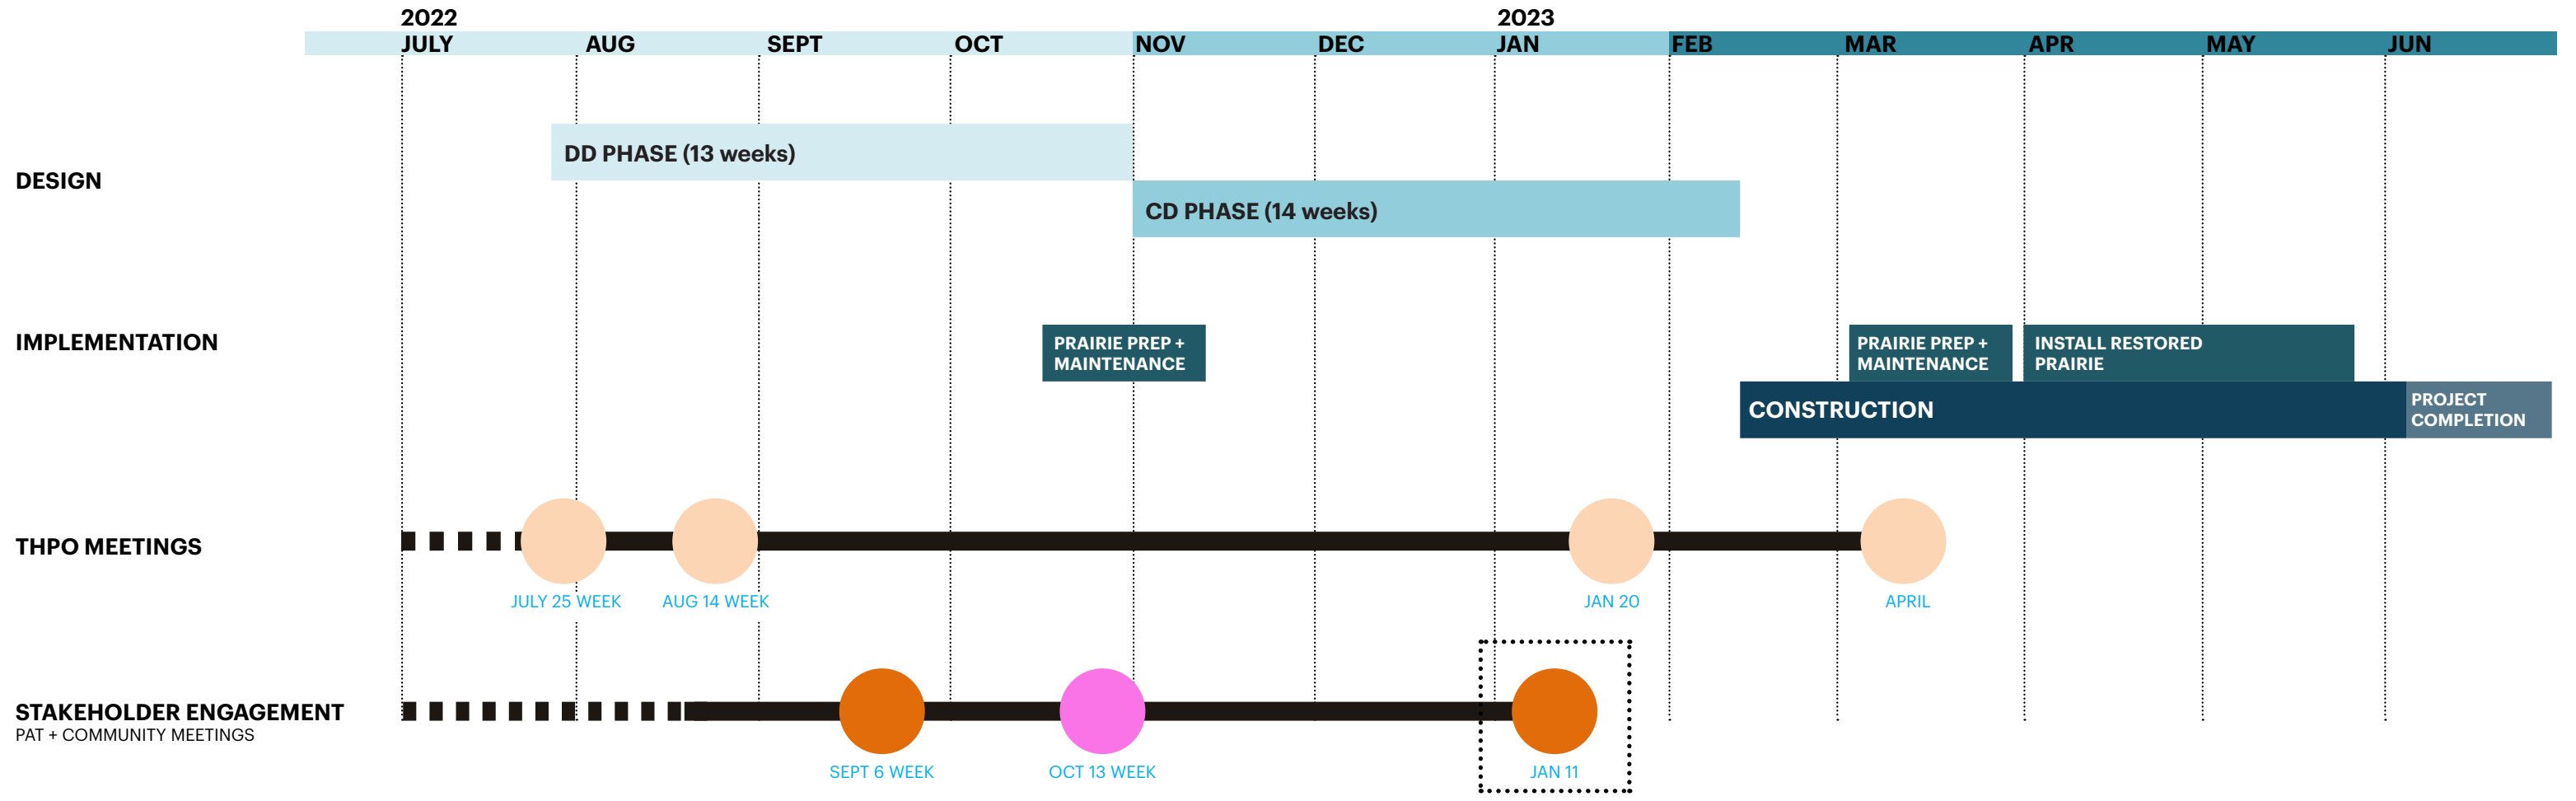 2022 2023
JULY AUG SEPT OCT NOV DEC JAN FEB MAR APR MAY JUN
DESIGN
DD PHASE (13 weeks)
CD PHASE (14 weeks)
IMPLEMENTATION
PRAIRIE PREP +
MAINTENANCE
PRAIRIE PREP +
MAINTENANCE
INSTALL RESTORED
PRAIRIE
CONSTRUCTION
PROJECT
COMPLETION
THPO MEETINGS
JULY 25 WEEK
AUG 14 WEEK
JAN 20
APRIL
STAKEHOLDER ENGAGEMENT
PAT + COMMUNITY MEETINGS
SEPT 6 WEEK
OCT 13 WEEK
JAN 11